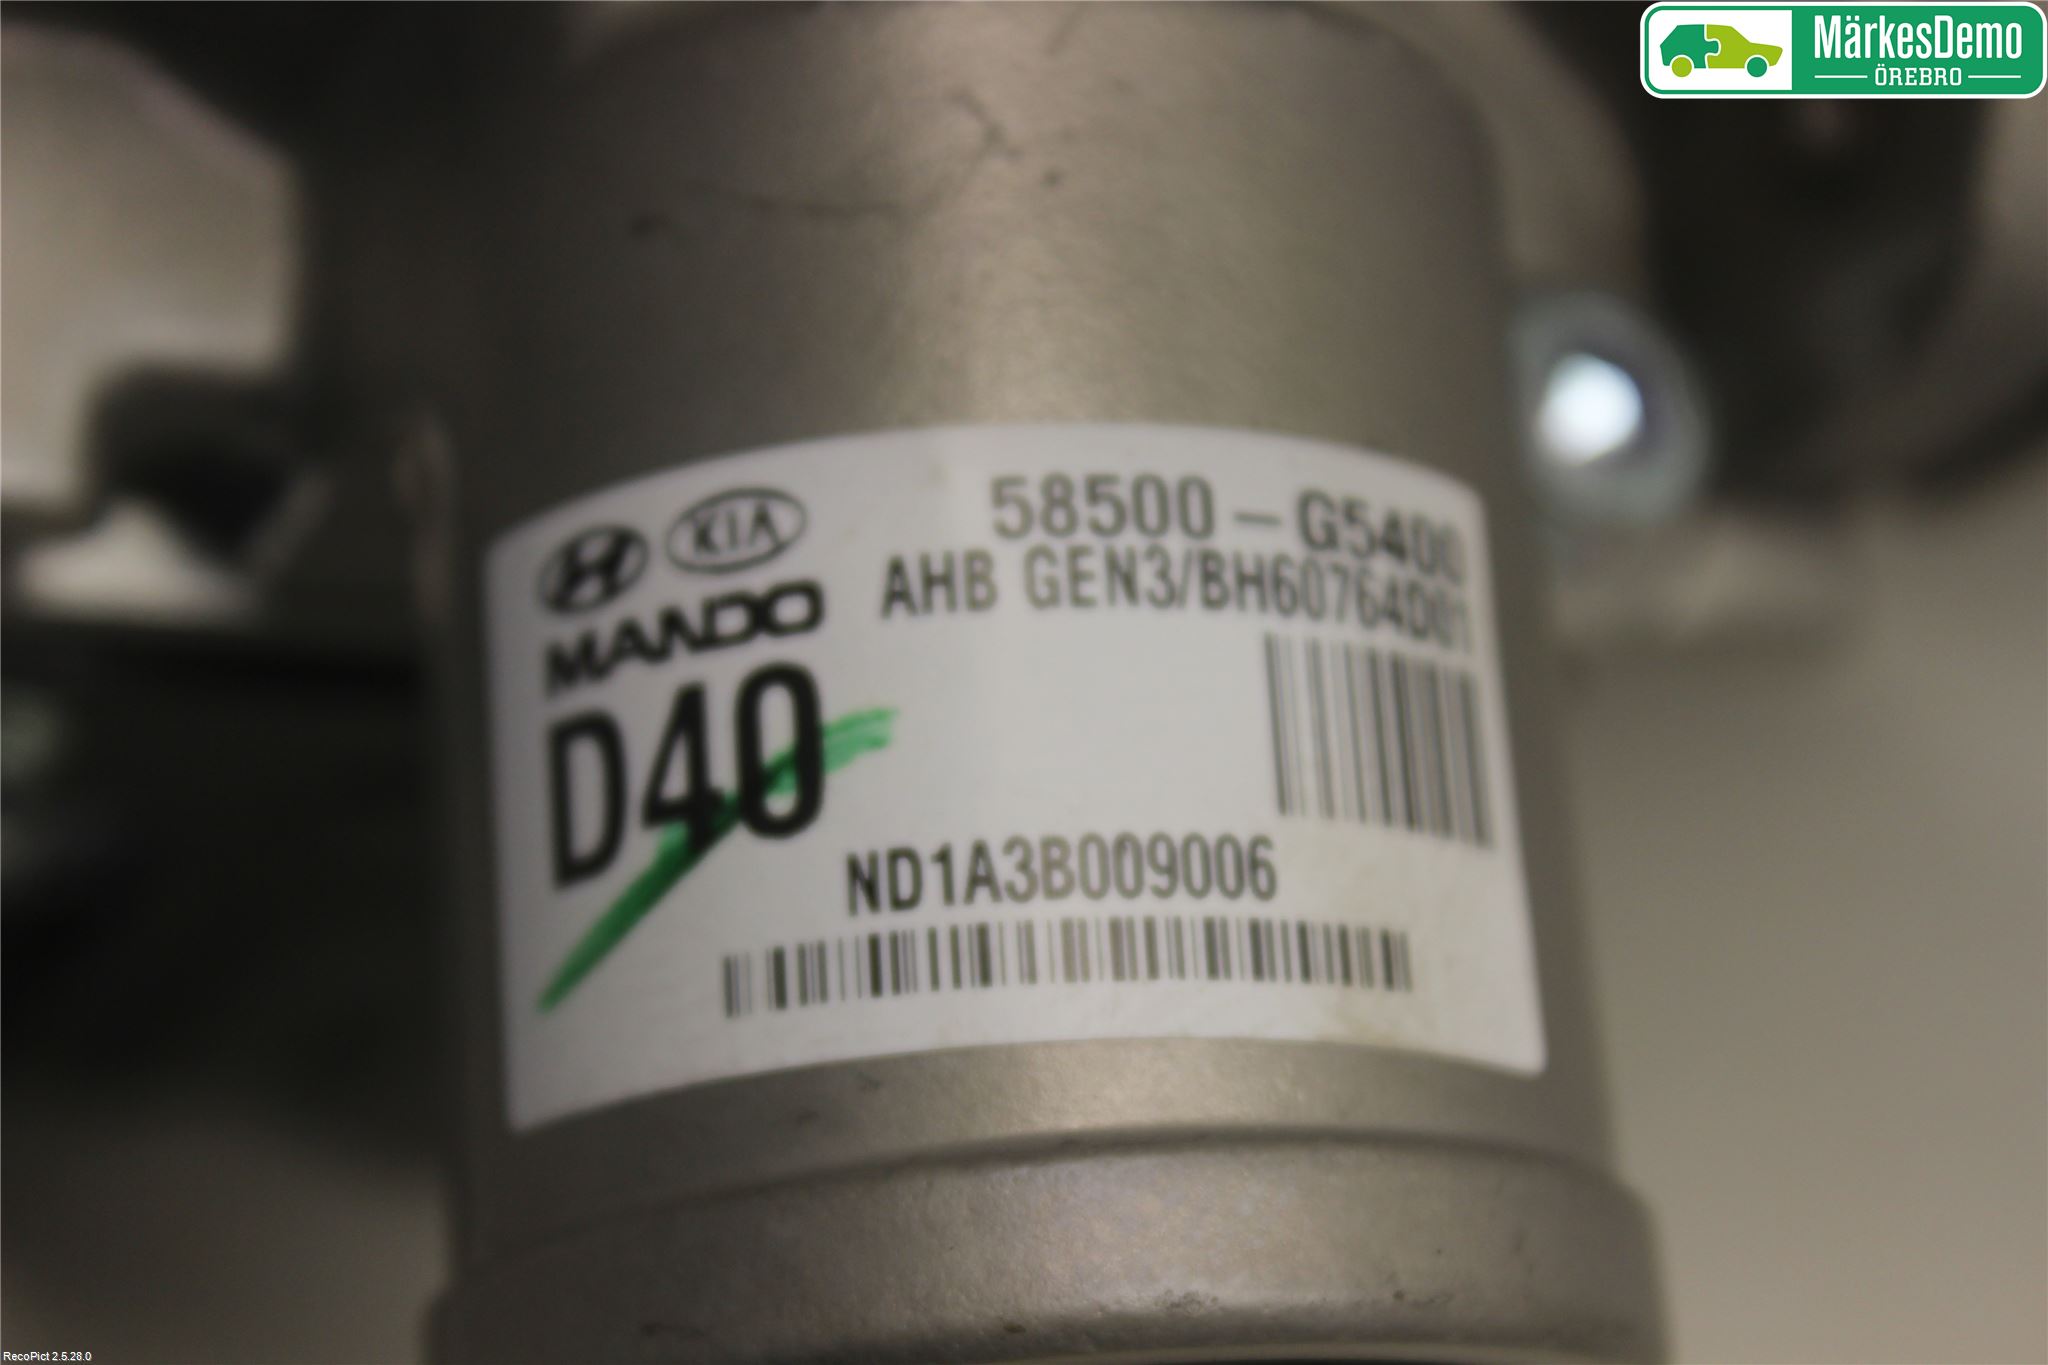 MärkesDemo
ÖREBRO
KIA
58500-G5400
MANDO
AHB GEN3/BH60764D01
D40
ND1A3B009006
RecoPict 2.5.28.0